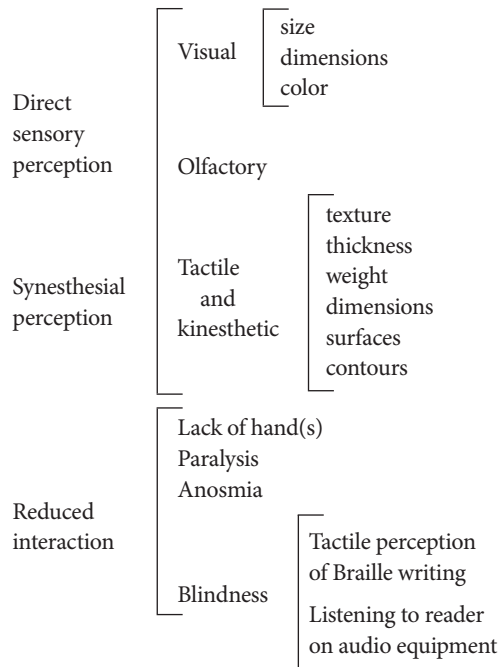 Direct
sensory
perception
Synesthesial
perception
Visual
size
dimensions
color
Olfactory
Tactile
and
kinesthetic
texture
thickness
weight
dimensions
surfaces
contours
Reduced
interaction
Lack of hand(s)
Paralysis
Anosmia
Blindness
Tactile perception
of Braille writing
Listening to reader
on audio equipment